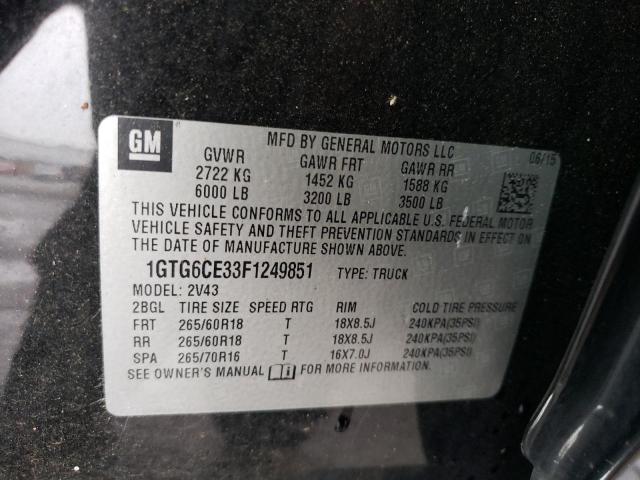 GM
MFD BY GENERAL MOTORS LLC
06/15
GVWR GAWR FRT GAWR RR
2722 KG 1452 KG 1588 KG
6000 LB 3200 LB 3500 LB
THIS VEHICLE CONFORMS TO ALL APPLICABLE U.S. FEDERAL MOTOR
VEHICLE SAFETY AND THEFT PREVENTION STANDARDS IN EFFECT ON
THE DATE OF MANUFACTURE SHOWN ABOVE.
1GTG6CE33F1249851 TYPE: TRUCK
MODEL: 2V43
2BGL TIRE SIZE SPEED RTG RIM COLD TIRE PRESSURE
FRT 265/60R18 T 18X8.5J 240KPA(35PSI)
RR 265/60R18 T 18X8.5J 240KPA(35PSI)
SPA 265/70R16 T 16X7.0J 240KPA(35PSI)
SEE OWNER'S MANUAL FOR MORE INFORMATION.